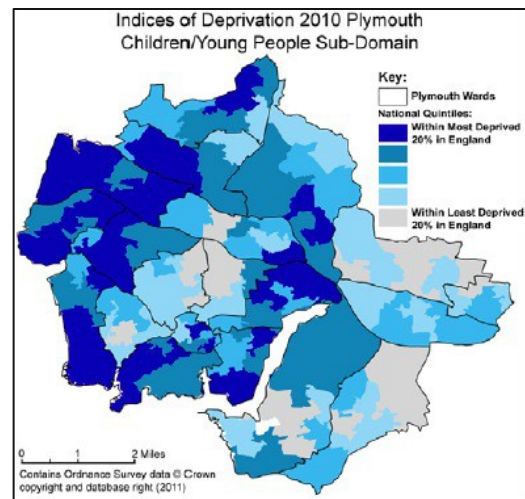 Indices of Deprivation 2010 Plymouth
Children/Young People Sub-Domain
Key:
Plymouth Wards
National Quintiles:
Within Most Deprived
20% in England
Within Least Deprived
20% in England
0 1 2 Miles
Contains Ordnance Survey data © Crown
copyright and database right (2011)